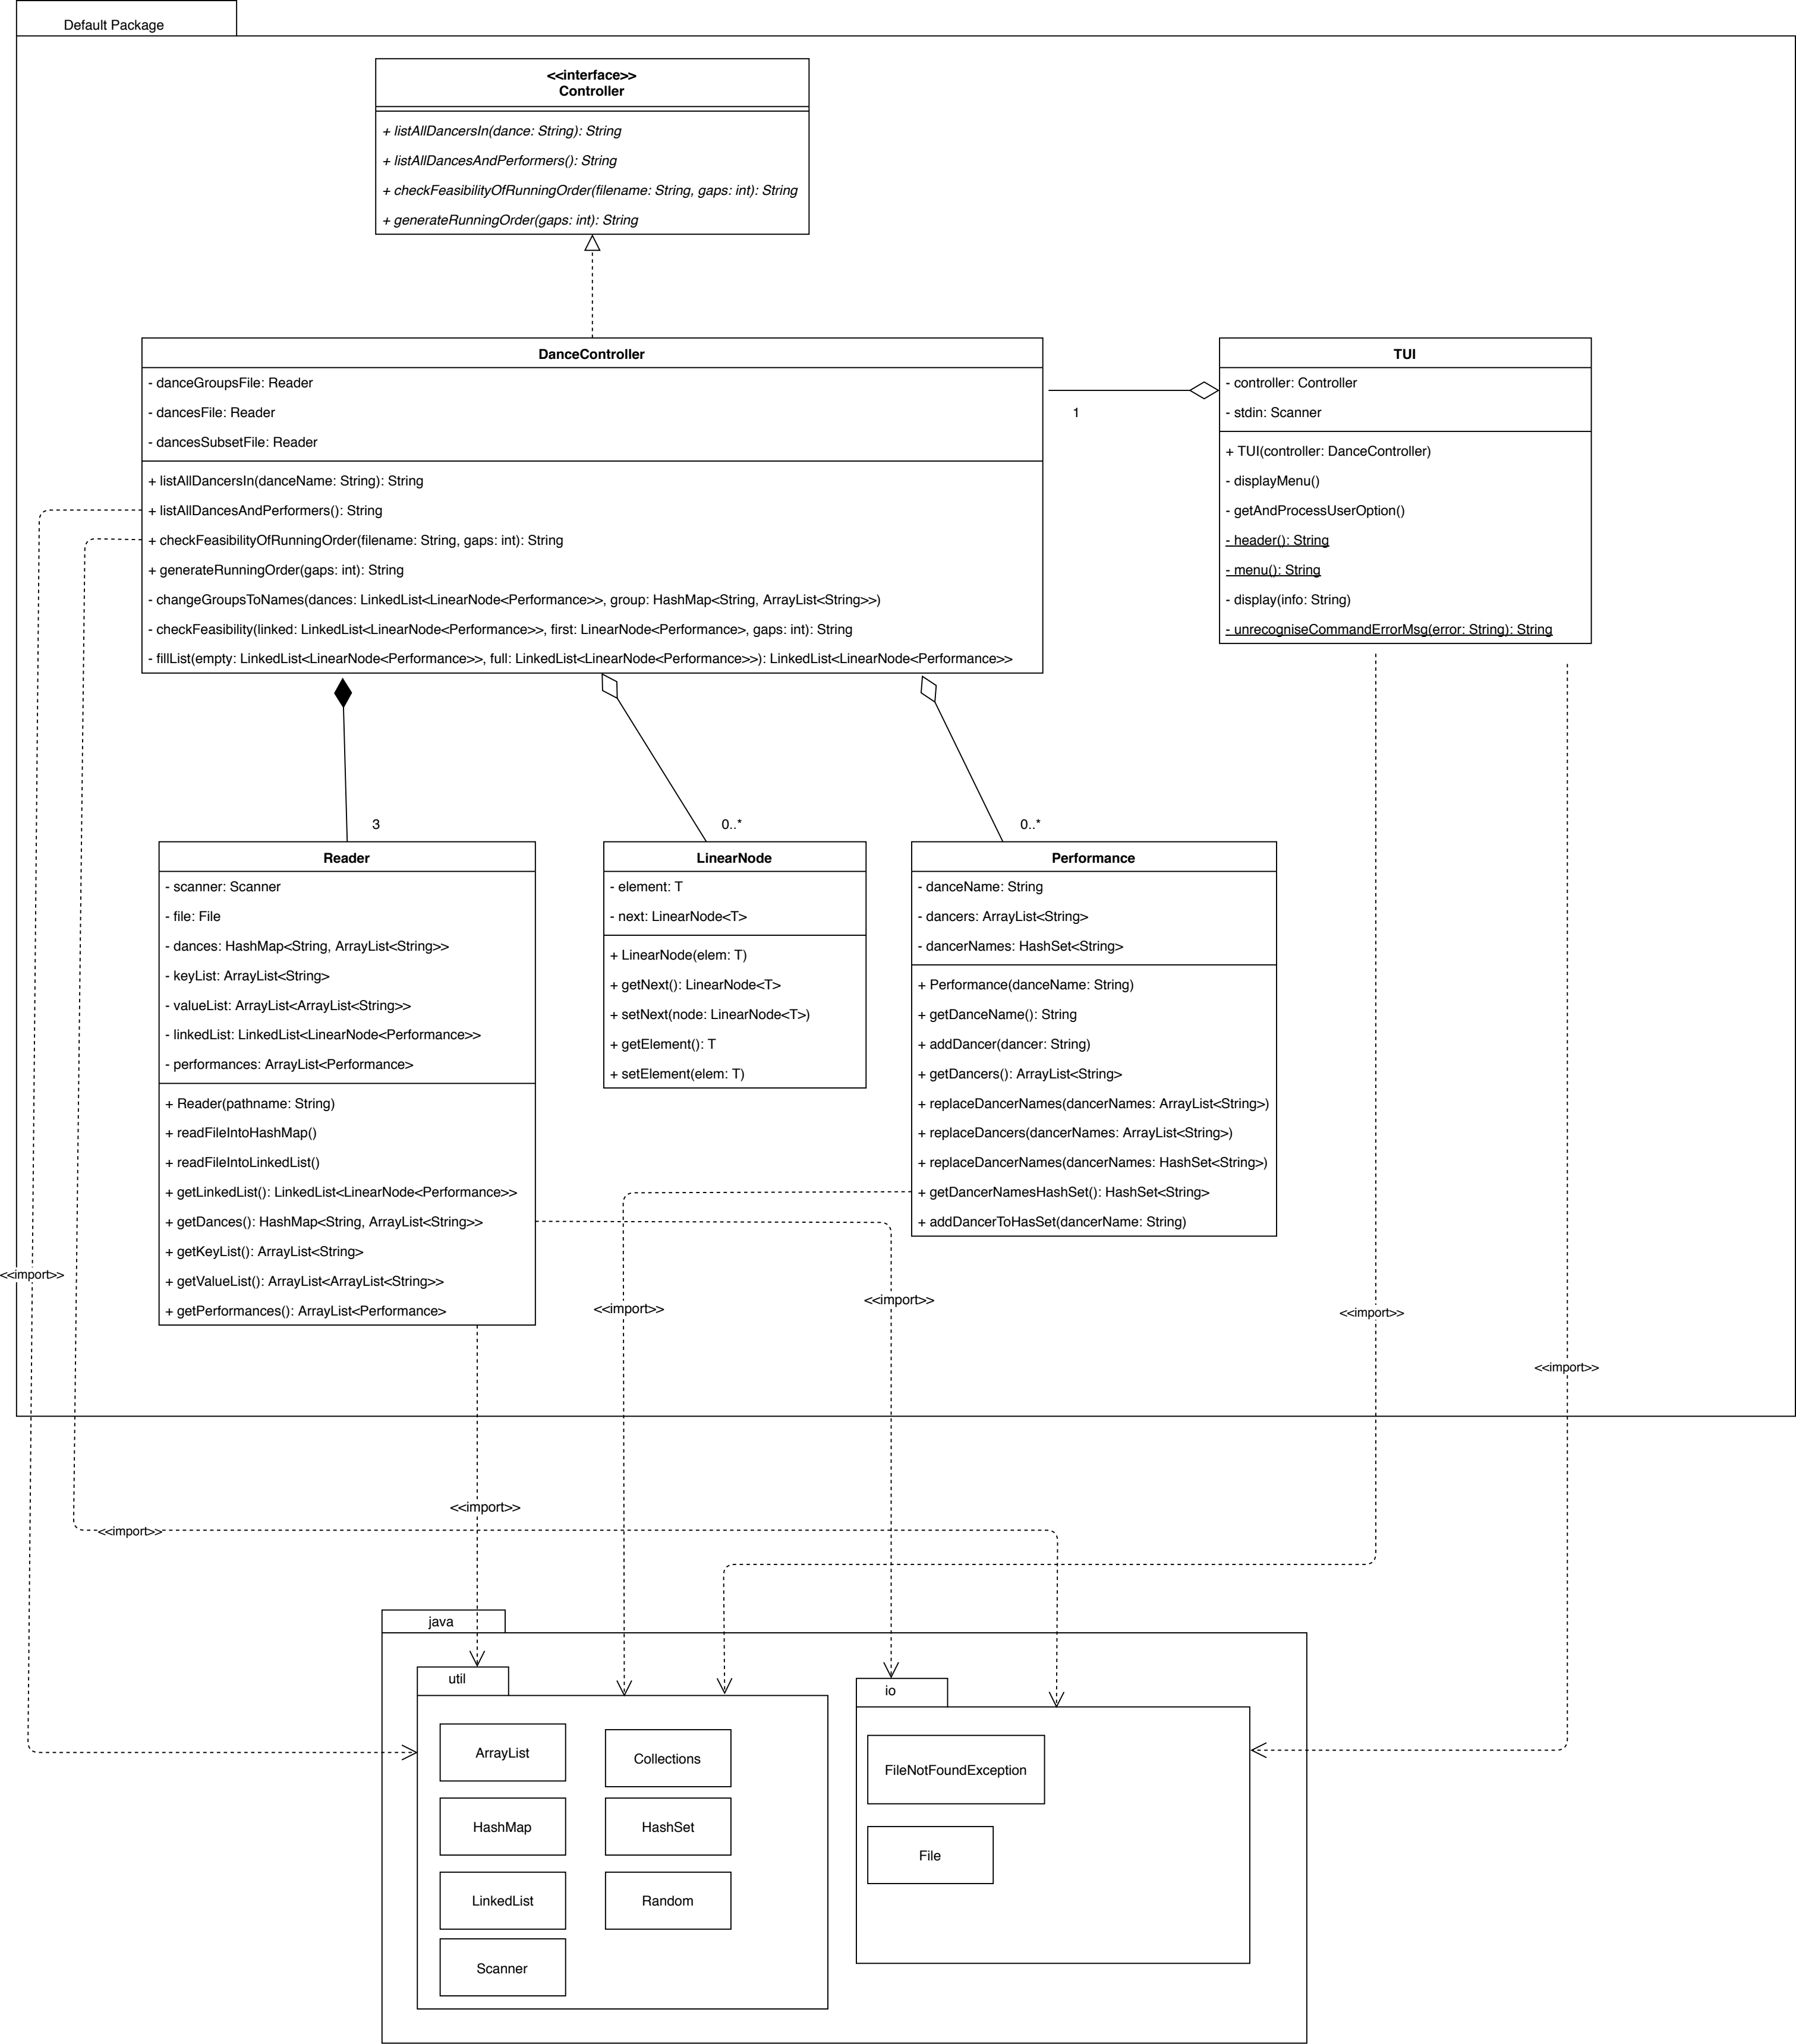 Default Package
<<interface>>
Controller
+ listAllDancersIn(dance: String): String
+ listAllDancesAndPerformers(): String
+ checkFeasibilityOfRunningOrder(filename: String, gaps: int): String
+ generateRunningOrder(gaps: int): String
DanceController
- danceGroupsFile: Reader
- dancesFile: Reader
- dancesSubsetFile: Reader
+ listAllDancersIn(danceName: String): String
+ listAllDancesAndPerformers(): String
+ checkFeasibilityOfRunningOrder(filename: String, gaps: int): String
+ generateRunningOrder(gaps: int): String
- changeGroupsToNames(dances: LinkedList<LinearNode<Performance>>, group: HashMap<String, ArrayList<String>>)
- checkFeasibility(linked: LinkedList<LinearNode<Performance>>, first: LinearNode<Performance>, gaps: int): String
- fillList(empty: LinkedList<LinearNode<Performance>>, full: LinkedList<LinearNode<Performance>>): LinkedList<LinearNode<Performance>>
1
TUI
- controller: Controller
- stdin: Scanner
+ TUI(controller: DanceController)
- displayMenu()
- getAndProcessUserOption()
- header(): String
- menu(): String
- display(info: String)
- unrecogniseCommandErrorMsg(error: String): String
3
0..*
0..*
Reader
- scanner: Scanner
- file: File
- dances: HashMap<String, ArrayList<String>>
- keyList: ArrayList<String>
- valueList: ArrayList<ArrayList<String>>
- linkedList: LinkedList<LinearNode<Performance>>
- performances: ArrayList<Performance>
+ Reader(pathname: String)
+ readFileIntoHashMap()
+ readFileIntoLinkedList()
+ getLinkedList(): LinkedList<LinearNode<Performance>>
+ getDances(): HashMap<String, ArrayList<String>>
+ getKeyList(): ArrayList<String>
+ getValueList(): ArrayList<ArrayList<String>>
+ getPerformances(): ArrayList<Performance>
LinearNode
- element: T
- next: LinearNode<T>
+ LinearNode(elem: T)
+ getNext(): LinearNode<T>
+ setNext(node: LinearNode<T>)
+ getElement(): T
+ setElement(elem: T)
Performance
- danceName: String
- dancers: ArrayList<String>
- dancerNames: HashSet<String>
+ Performance(danceName: String)
+ getDanceName(): String
+ addDancer(dancer: String)
+ getDancers(): ArrayList<String>
+ replaceDancerNames(dancerNames: ArrayList<String>)
+ replaceDancers(dancerNames: ArrayList<String>)
+ replaceDancerNames(dancerNames: HashSet<String>)
+ getDancerNamesHashSet(): HashSet<String>
+ addDancerToHasSet(dancerName: String)
<<import>>
<<import>>
<<import>>
<<import>>
<<import>>
<<import>>
<<import>>
java
util
ArrayList
Collections
HashMap
HashSet
LinkedList
Random
Scanner
io
FileNotFoundException
File